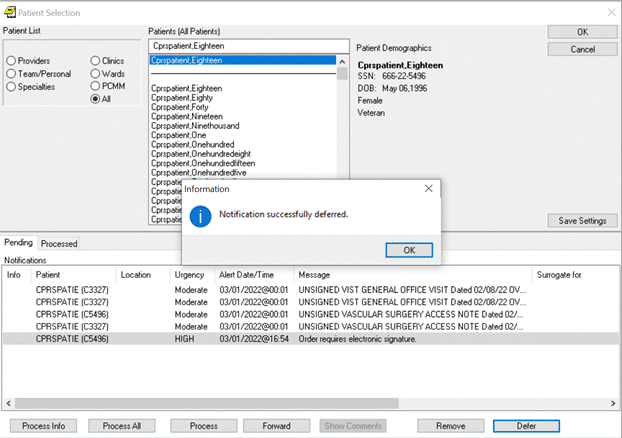 Patient Selection
Patient List
Patients (All Patients)
OK
Cprspatient,Eighteen
Cancel
Providers
Clinics
Team/Personal
Wards
Specialties
PCMM
All
Cprspatient,Eighteen
Cprspatient,Eighteen
Cprspatient,Eighty
Cprspatient,Forty
Cprspatient,Nineteen
Cprspatient,Ninethousand
Cprspatient,One
Cprspatient,Onehundred
Cprspatient,Onehundredeight
Cprspatient,Onehundredfifteen
Cprspatient,Onehundredfive
Patient Demographics
Cprspatient,Eighteen
SSN: 666-22-5496
DOB: May 06,1996
Female
Veteran
Information
Notification successfully deferred.
OK
Save Settings
Pending Processed
Notifications
Info Patient Location Urgency Alert Date/Time Message Surrogate for
CPRSPATIE (C3327) Moderate 03/01/2022@00:01 UNSIGNED VIST GENERAL OFFICE VISIT Dated 02/08/22 OV...
CPRSPATIE (C3327) Moderate 03/01/2022@00:01 UNSIGNED VIST GENERAL OFFICE VISIT Dated 02/08/22 OV...
CPRSPATIE (C5496) Moderate 03/01/2022@00:01 UNSIGNED VASCULAR SURGERY ACCESS NOTE Dated 02/...
CPRSPATIE (C3327) Moderate 03/01/2022@00:01 UNSIGNED VASCULAR SURGERY ACCESS NOTE Dated 02/...
CPRSPATIE (C5496) HIGH 03/01/2022@16:54 Order requires electronic signature.
Process Info Process All Process Forward Show Comments Remove Defer